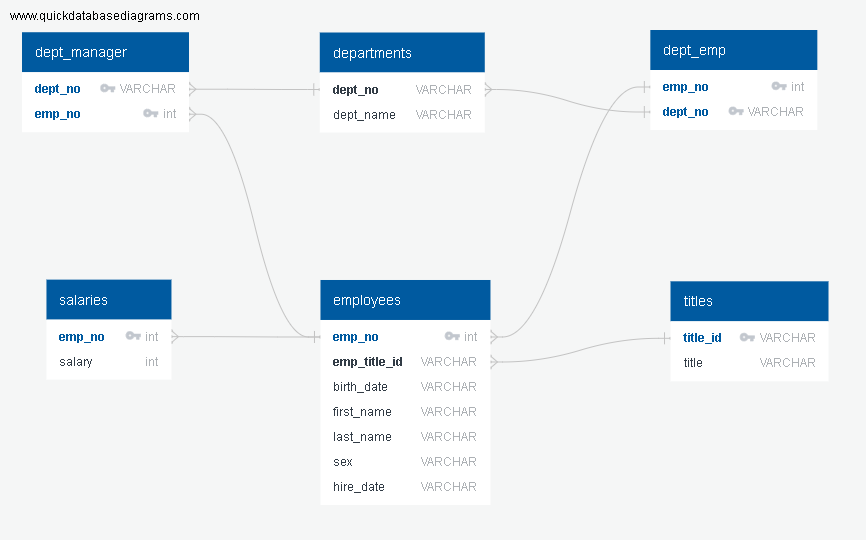 www.quickdatabasediagrams.com
dept_manager
dept_no VARCHAR
emp_no int
departments
dept_no VARCHAR
dept_name VARCHAR
dept_emp
emp_no int
dept_no VARCHAR
salaries
emp_no int
salary int
employees
emp_no int
emp_title_id VARCHAR
birth_date VARCHAR
first_name VARCHAR
last_name VARCHAR
sex VARCHAR
hire_date VARCHAR
titles
title_id VARCHAR
title VARCHAR